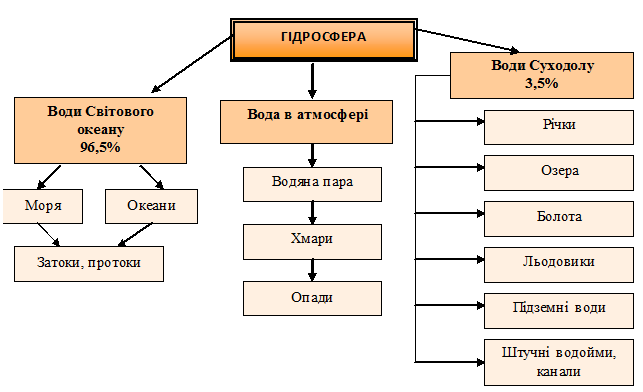 ГІДРОСФЕРА
Води Світового
океану
96,5%
Моря
Океани
Затоки, протоки
Вода в атмосфері
Водяна пара
Хмари
Опади
Води Суходолу
3,5%
Річки
Озера
Болота
Льодовики
Підземні води
Штучні водойми,
канали